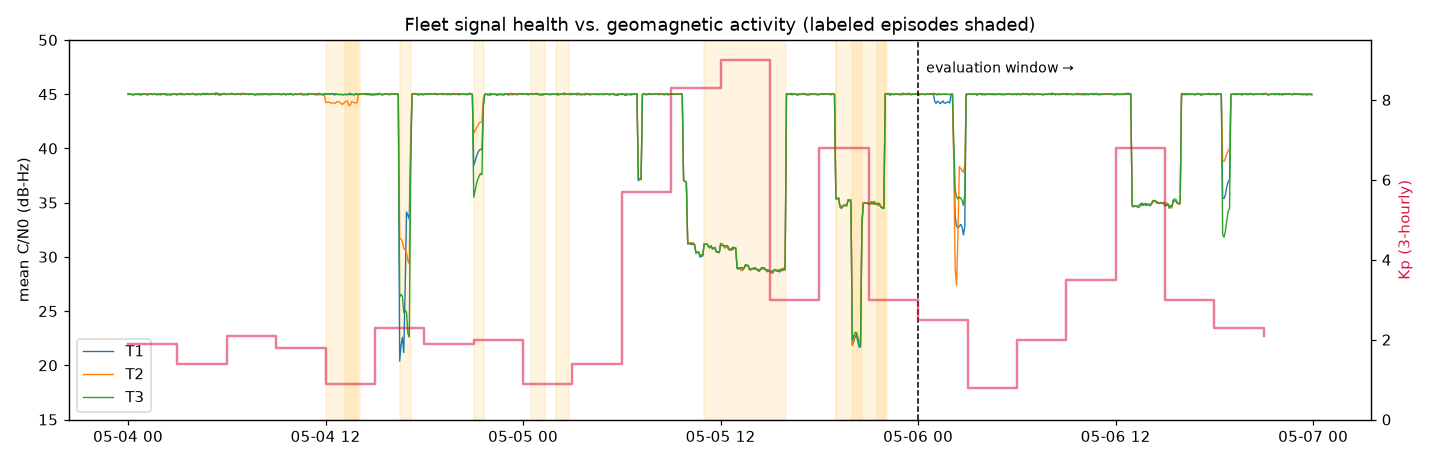 Fleet signal health vs. geomagnetic activity (labeled episodes shaded)
50
45
40
35
30
25
20
15
mean C/N0 (dB-Hz)
evaluation window →
T1
T2
T3
8
6
4
2
0
Kp (3-hourly)
05-04 00
05-04 12
05-05 00
05-05 12
05-06 00
05-06 12
05-07 00